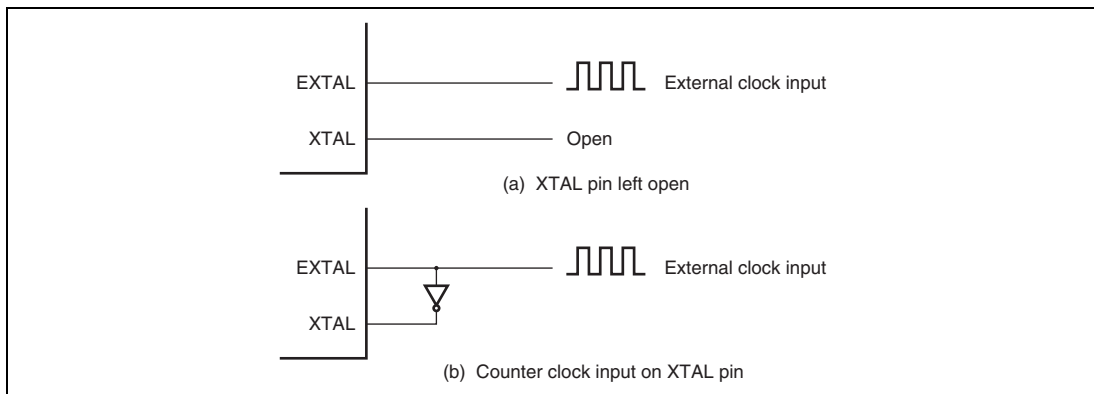 EXTAL
External clock input
XTAL
Open
(a) XTAL pin left open
EXTAL
External clock input
XTAL
(b) Counter clock input on XTAL pin